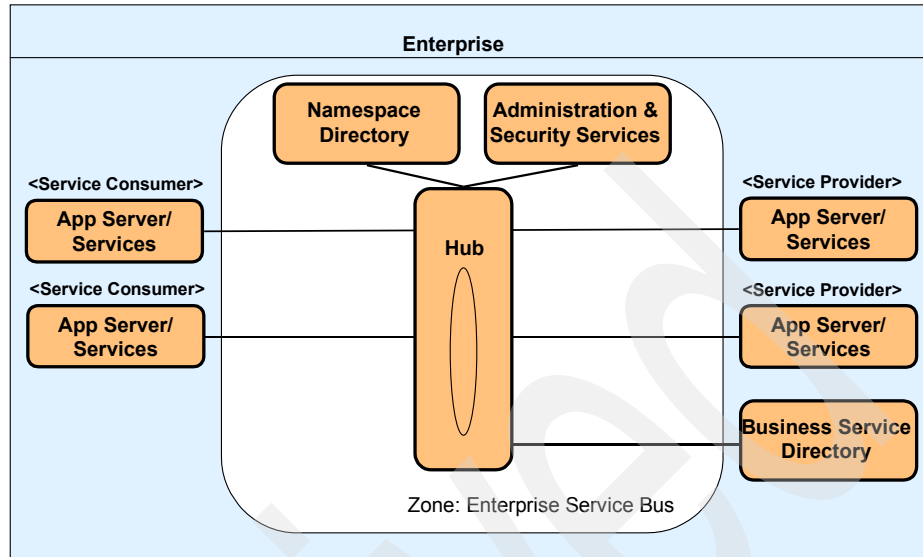 Enterprise
Namespace
Directory
Administration &
Security Services
<Service Consumer>
App Server/
Services
<Service Consumer>
App Server/
Services
Hub
<Service Provider>
App Server/
Services
<Service Provider>
App Server/
Services
Business Service
Directory
Zone: Enterprise Service Bus